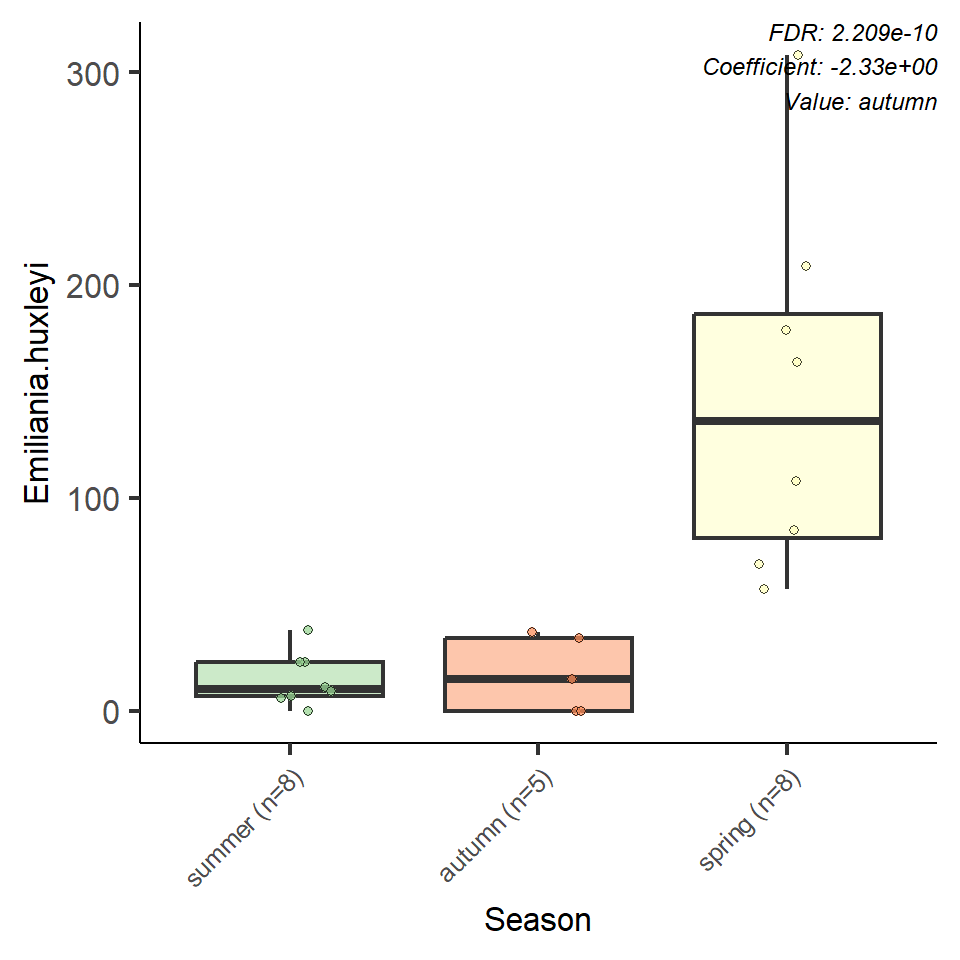 FDR: 2.209e-10
Coefficient: -2.33e+00
Value: autumn
300
200
100
0
Emiliania.huxleyi
summer (n=8)
autumn (n=5)
spring (n=8)
Season